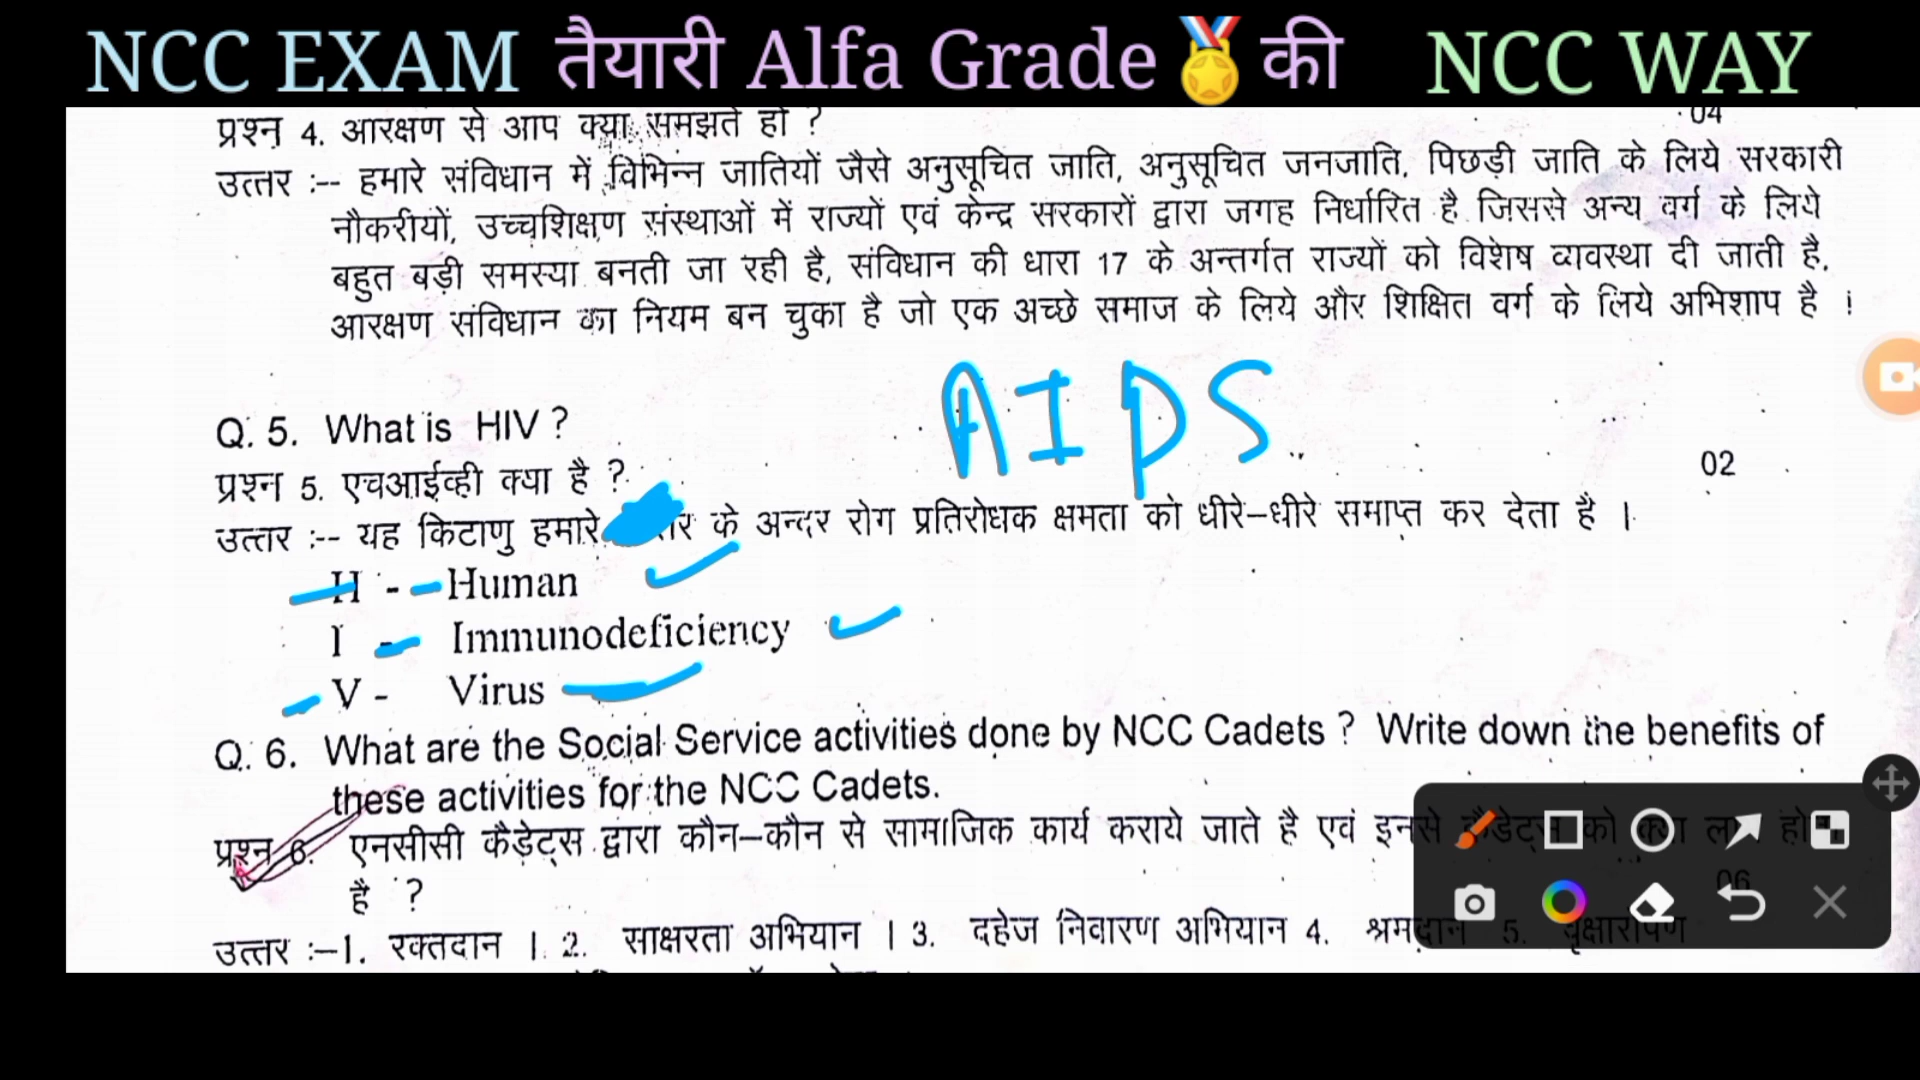 NCC EXAM तैयारी Alfa Grade🏅की NCC WAY
प्रश्न 4. आरक्षण से आप क्या समझते हो ?
04
उत्तर :-- हमारे संविधान में विभिन्न जातियों जैसे अनुसूचित जाति, अनुसूचित जनजाति, पिछड़ी जाति के लिये सरकारी
नौकरीयों, उच्चशिक्षण संस्थाओं में राज्यों एवं केन्द्र सरकारों द्वारा जगह निर्धारित है जिससे अन्य वर्ग के लिये
बहुत बड़ी समस्या बनती जा रही है, संविधान की धारा 17 के अन्तर्गत राज्यों को विशेष व्यवस्था दी जाती है,
आरक्षण संविधान का नियम बन चुका है जो एक अच्छे समाज के लिये और शिक्षित वर्ग के लिये अभिशाप है ।
AIDS
Q. 5. What is HIV ?
02
प्रश्न 5. एचआईव्ही क्या है ?
उत्तर :-- यह किटाणु हमारे के अन्दर रोग प्रतिरोधक क्षमता को धीरे-धीरे समाप्त कर देता है ।
H - Human
I - Immunodeficiency
V - Virus
Q. 6. What are the Social Service activities done by NCC Cadets ? Write down the benefits of
these activities for the NCC Cadets.
प्रश्न 6. एनसीसी कैडेट्स द्वारा कौन-कौन से सामाजिक कार्य कराये जाते है एवं इनसे कैडेट्स को क्या
है ?
06
उत्तर :-1. रक्तदान । 2. साक्षरता अभियान । 3. दहेज निवारण अभियान 4. श्रमदान 5. वृक्षारोपण